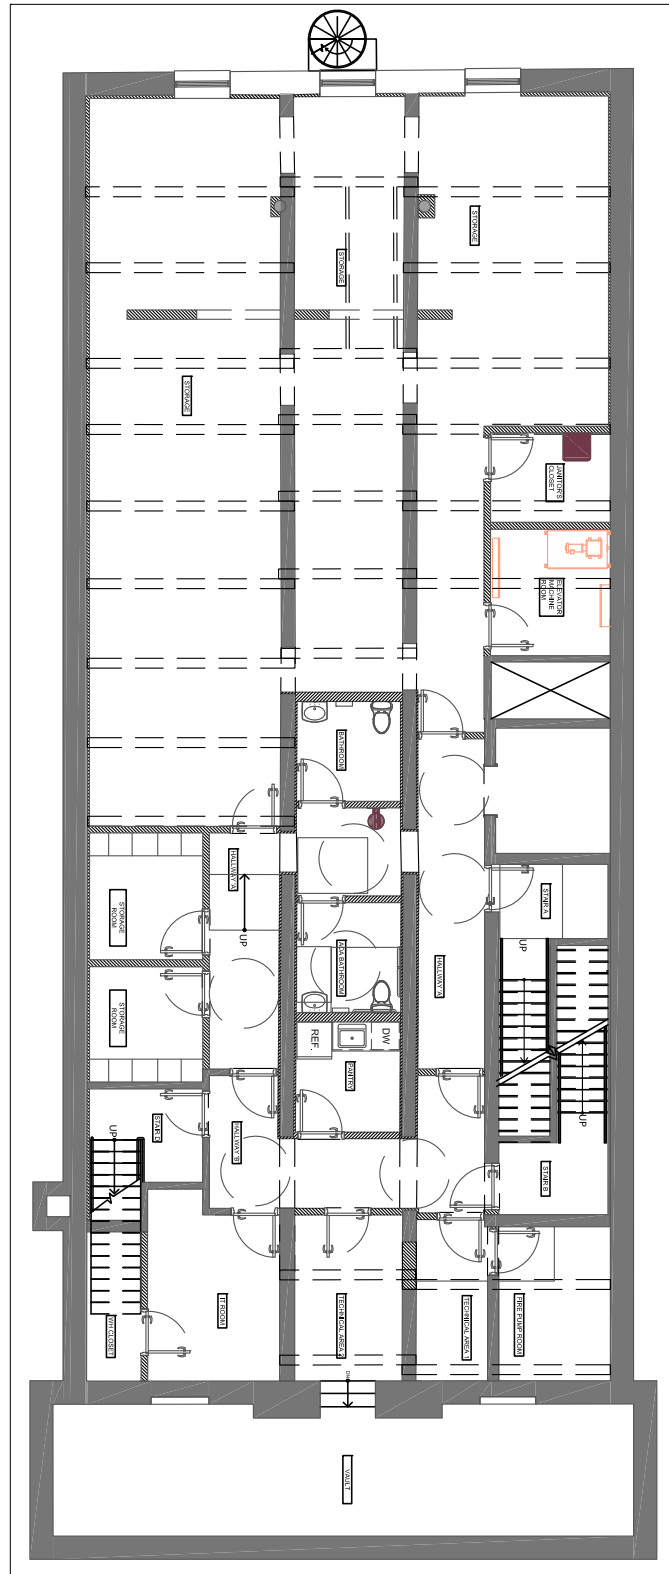 STORAGE
STORAGE
STORAGE
JANITOR'S
CLOSET
ELEVATOR
MACHINE
ROOM
BATHROOM
HALLWAY'A'
STORAGE
ROOM
UP
STAIR A
UP
ADA BATHROOM
HALLWAY'A'
STORAGE
ROOM
REF.
DW
PANTRY
UP
UP
STAIR D
HALLWAY'B'
STAIR B
IT ROOM
WH CLOSET
TECHNICAL AREA 2
TECHNICAL AREA 1
FIRE PUMP ROOM
DN
VAULT